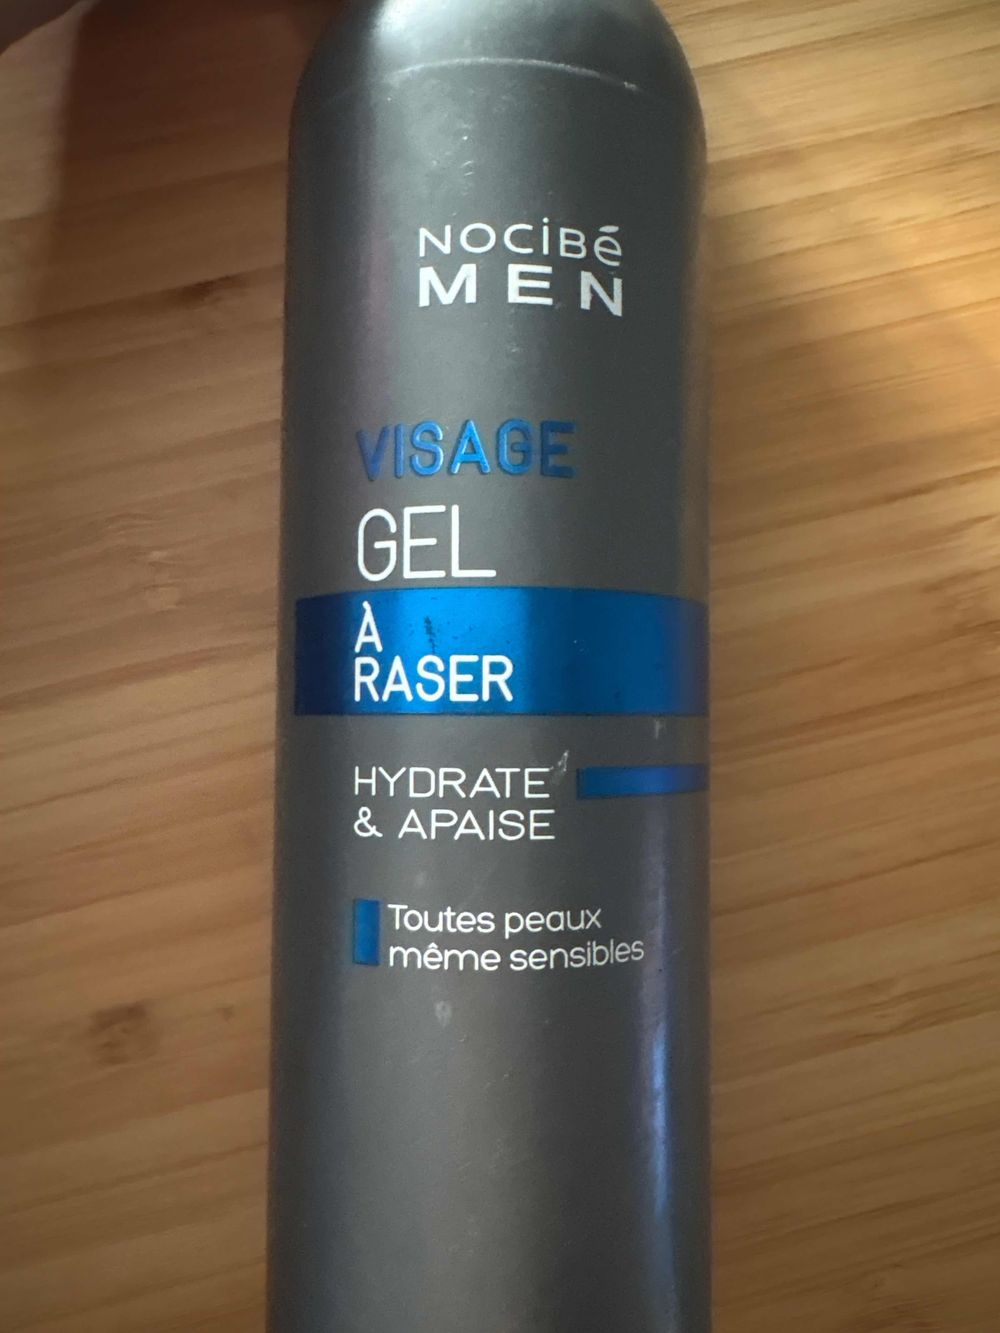 NOCiBé
MEN
VISAGE
GEL
À
RASER
HYDRATE
& APAISE
Toutes peaux
même sensibles